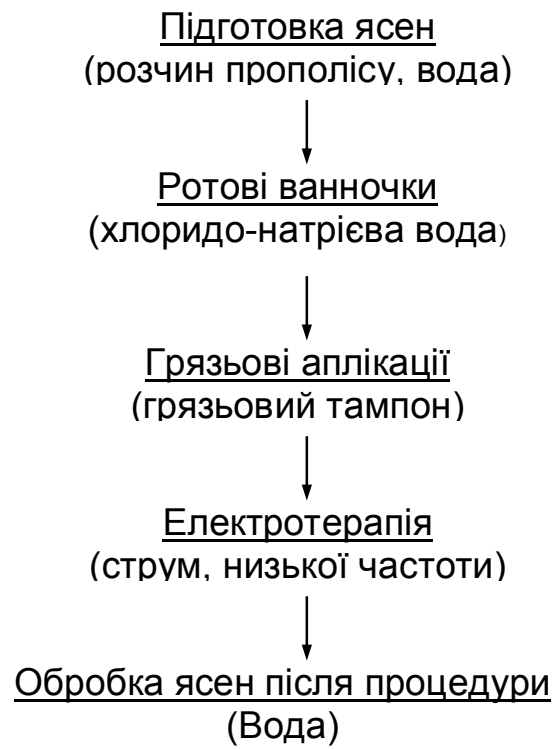 Підготовка ясен
(розчин прополісу, вода)
Ротові ванночки
(хлоридо-натрієва вода)
Грязьові аплікації
(грязьовий тампон)
Електротерапія
(струм, низької частоти)
Обробка ясен після процедури
(Вода)